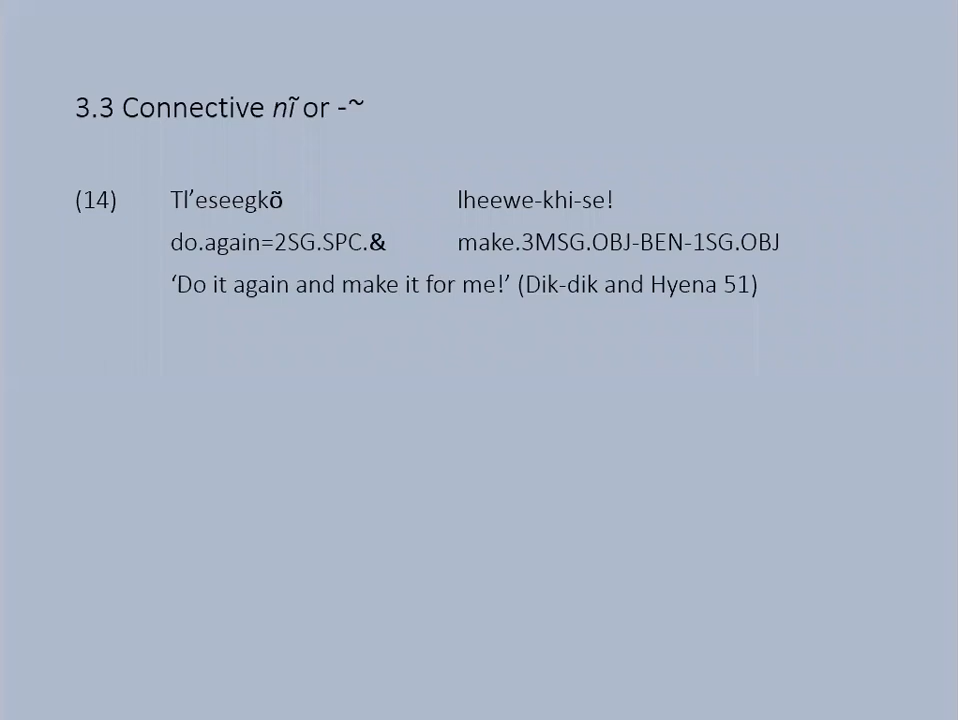 3.3 Connective nĩ or -~
(14) Tl’eseegkõ lheewe-khi-se!
do.again=2SG.SPC.& make.3MSG.OBJ-BEN-1SG.OBJ
‘Do it again and make it for me!’ (Dik-dik and Hyena 51)